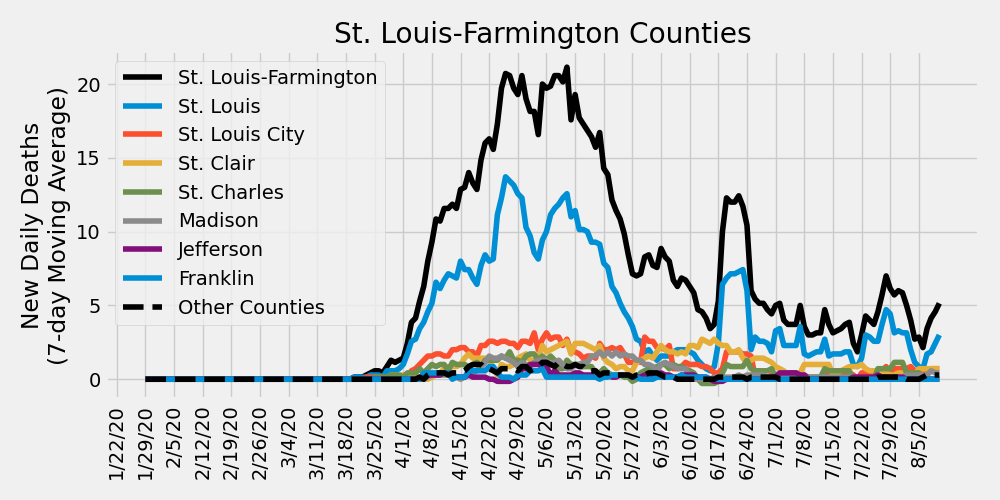 St. Louis-Farmington Counties
New Daily Deaths
(7-day Moving Average)
20
15
10
5
0
St. Louis-Farmington
St. Louis
St. Louis City
St. Clair
St. Charles
Madison
Jefferson
Franklin
Other Counties
1/22/20
1/29/20
2/5/20
2/12/20
2/19/20
2/26/20
3/4/20
3/11/20
3/18/20
3/25/20
4/1/20
4/8/20
4/15/20
4/22/20
4/29/20
5/6/20
5/13/20
5/20/20
5/27/20
6/3/20
6/10/20
6/17/20
6/24/20
7/1/20
7/8/20
7/15/20
7/22/20
7/29/20
8/5/20